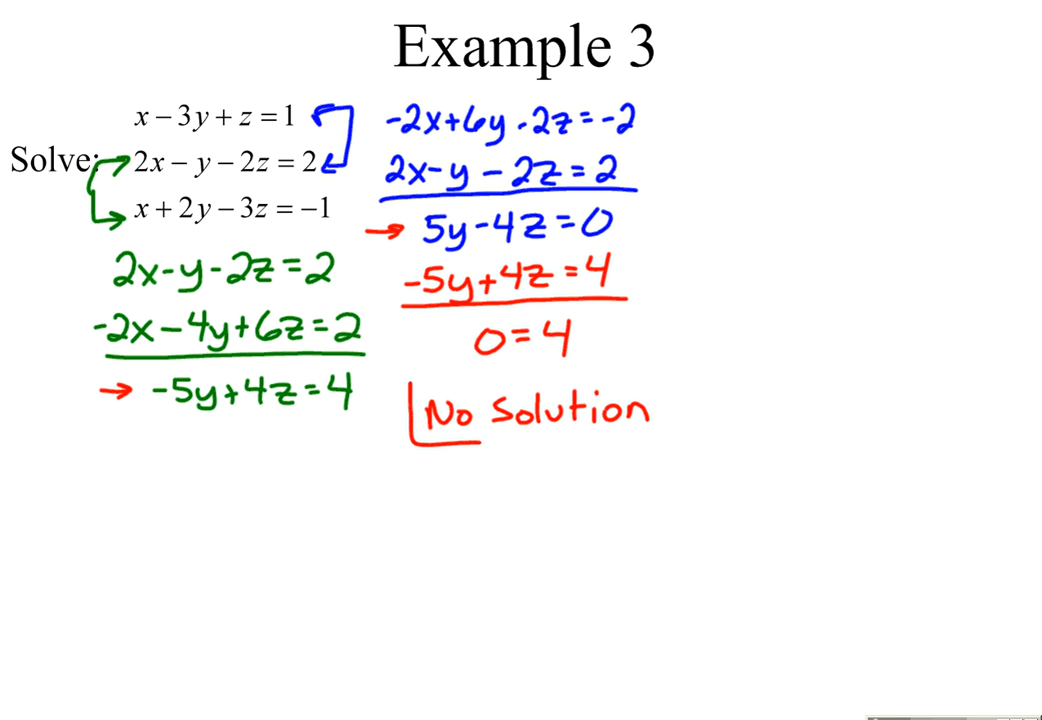 Example 3
Solve:
x − 3y + z = 1
2x − y − 2z = 2
x + 2y − 3z = −1
-2x+6y-2z=-2
2x-y-2z=2
→ 5y-4z=0
-5y+4z=4
0=4
No solution
2x-y-2z=2
-2x-4y+6z=2
→ -5y+4z=4